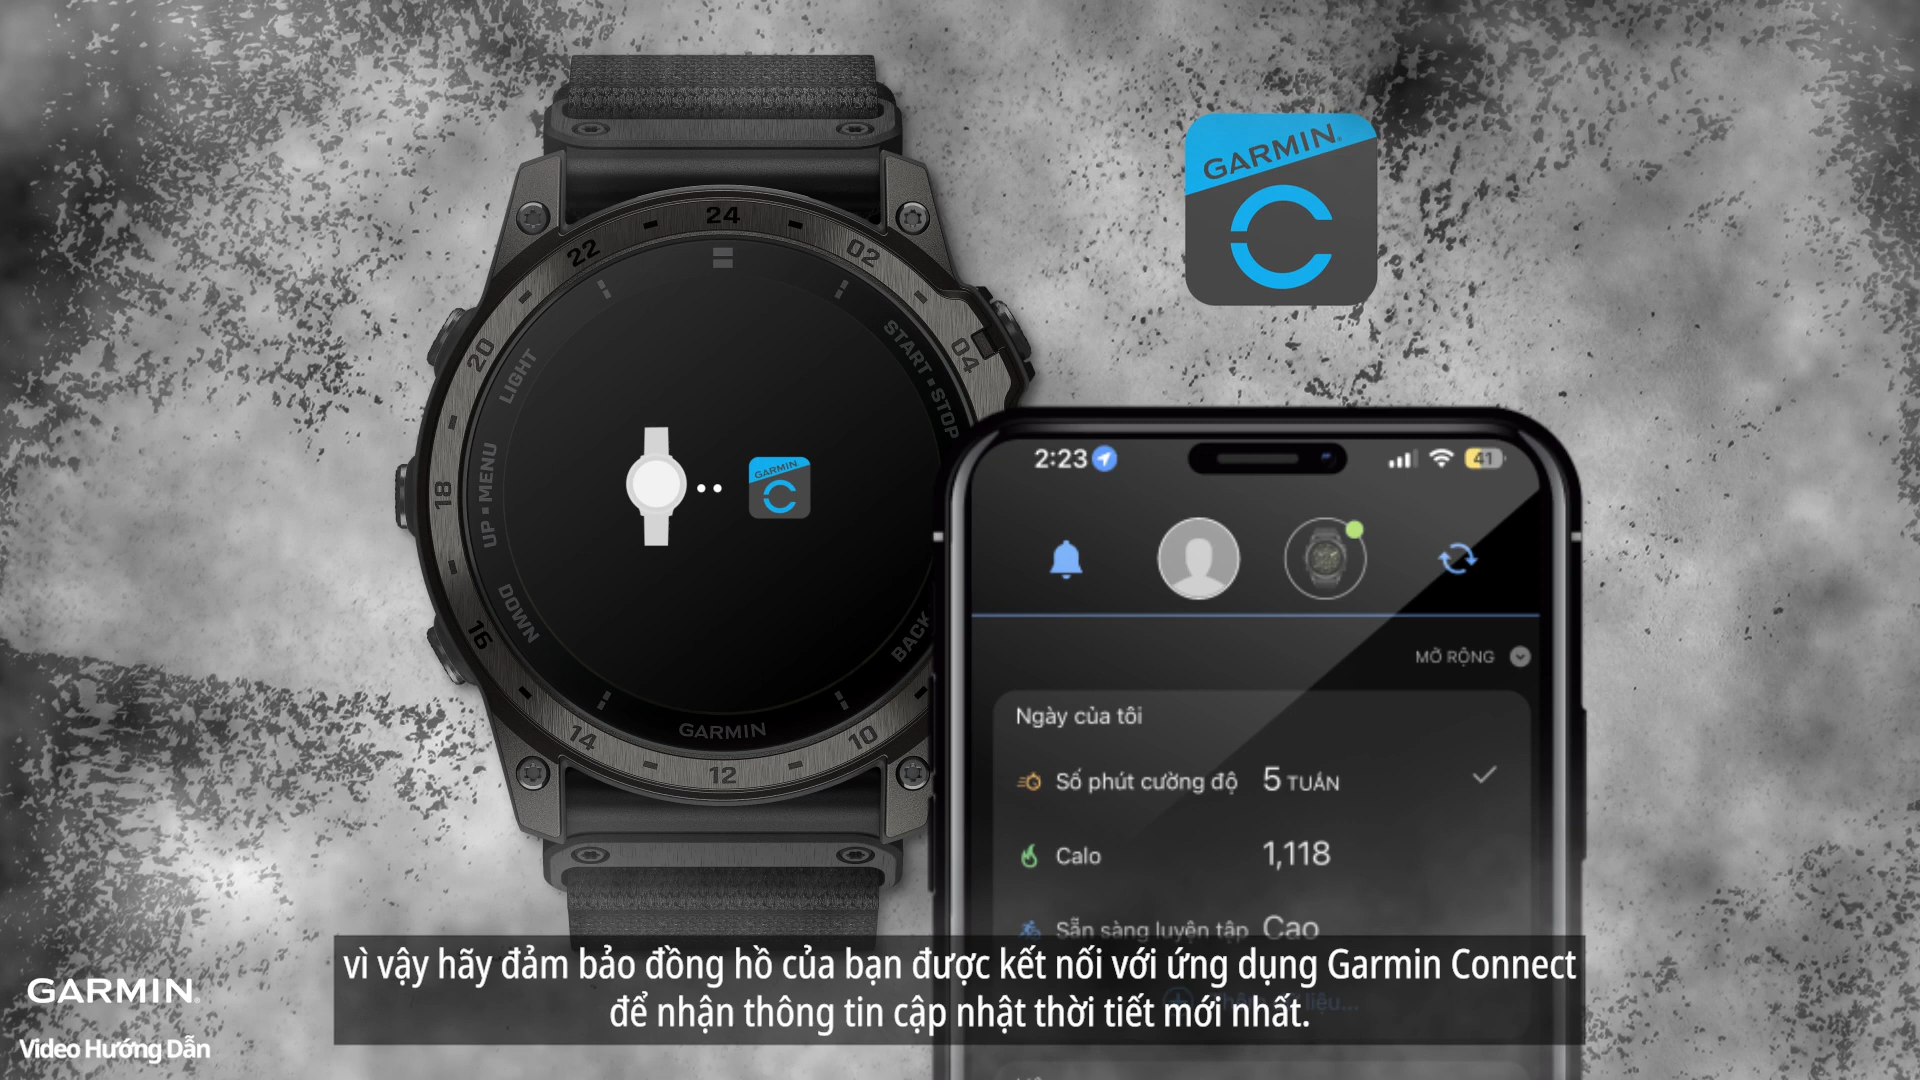 24
22
02
20
04
18
16
14
12
10
LIGHT
START•STOP
UP•MENU
DOWN
BACK
GARMIN
GARMIN
GARMIN
2:23
41
MỞ RỘNG
Ngày của tôi
Số phút cường độ 5 TUẦN
Calo 1,118
Sẵn sàng luyện tập Cao
vì vậy hãy đảm bảo đồng hồ của bạn được kết nối với ứng dụng Garmin Connect
để nhận thông tin cập nhật thời tiết mới nhất.
GARMIN
Video Hướng Dẫn